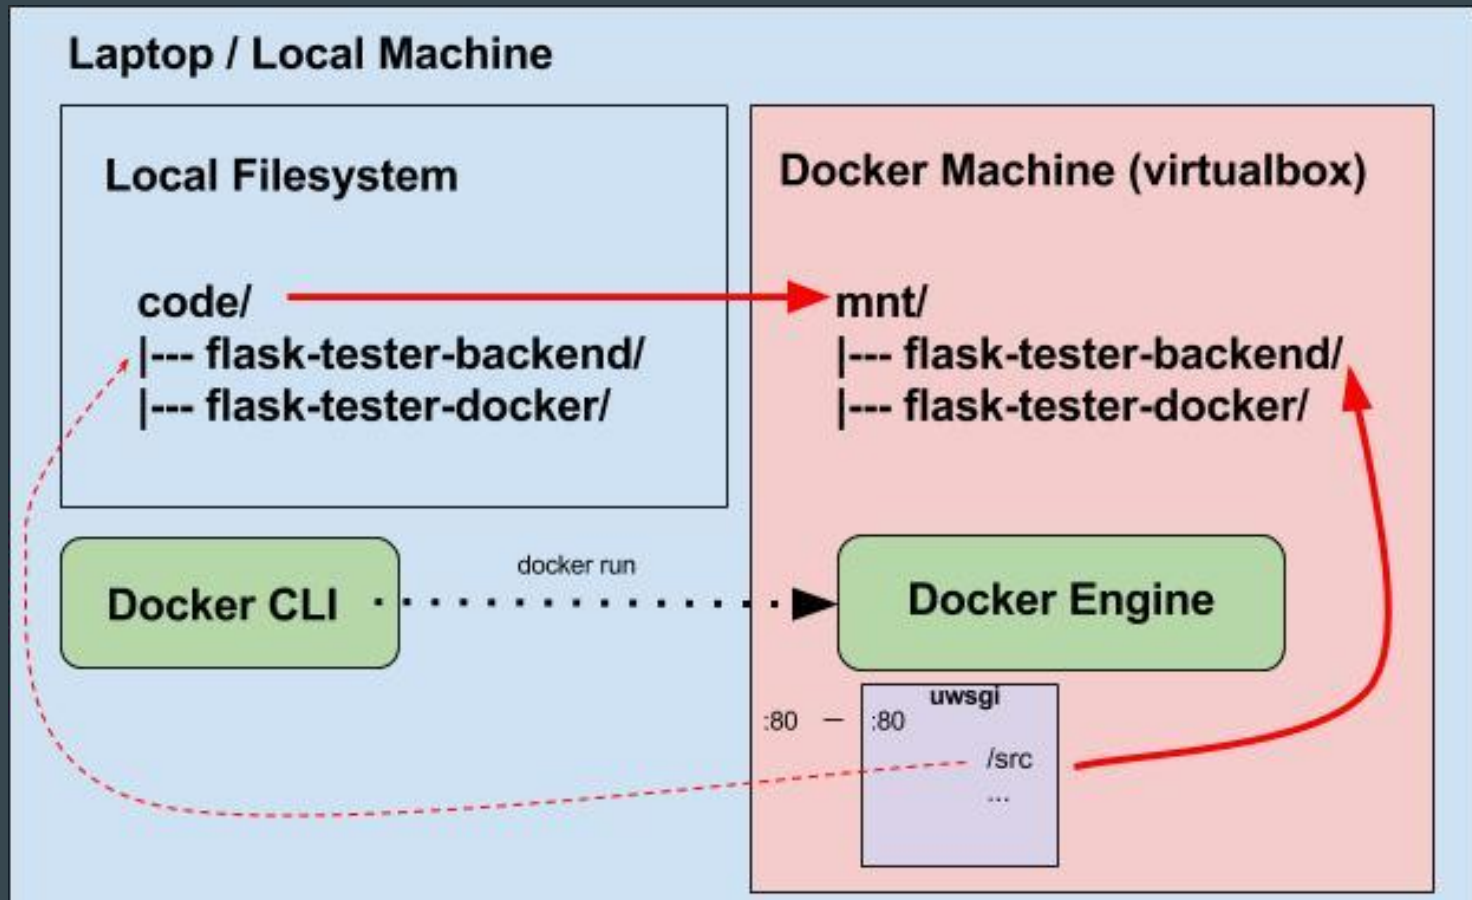 Laptop / Local Machine
Local Filesystem
code/
|--- flask-tester-backend/
|--- flask-tester-docker/
Docker Machine (virtualbox)
mnt/
|--- flask-tester-backend/
|--- flask-tester-docker/
Docker CLI
docker run
Docker Engine
uwsgi
:80 — :80
/src
...